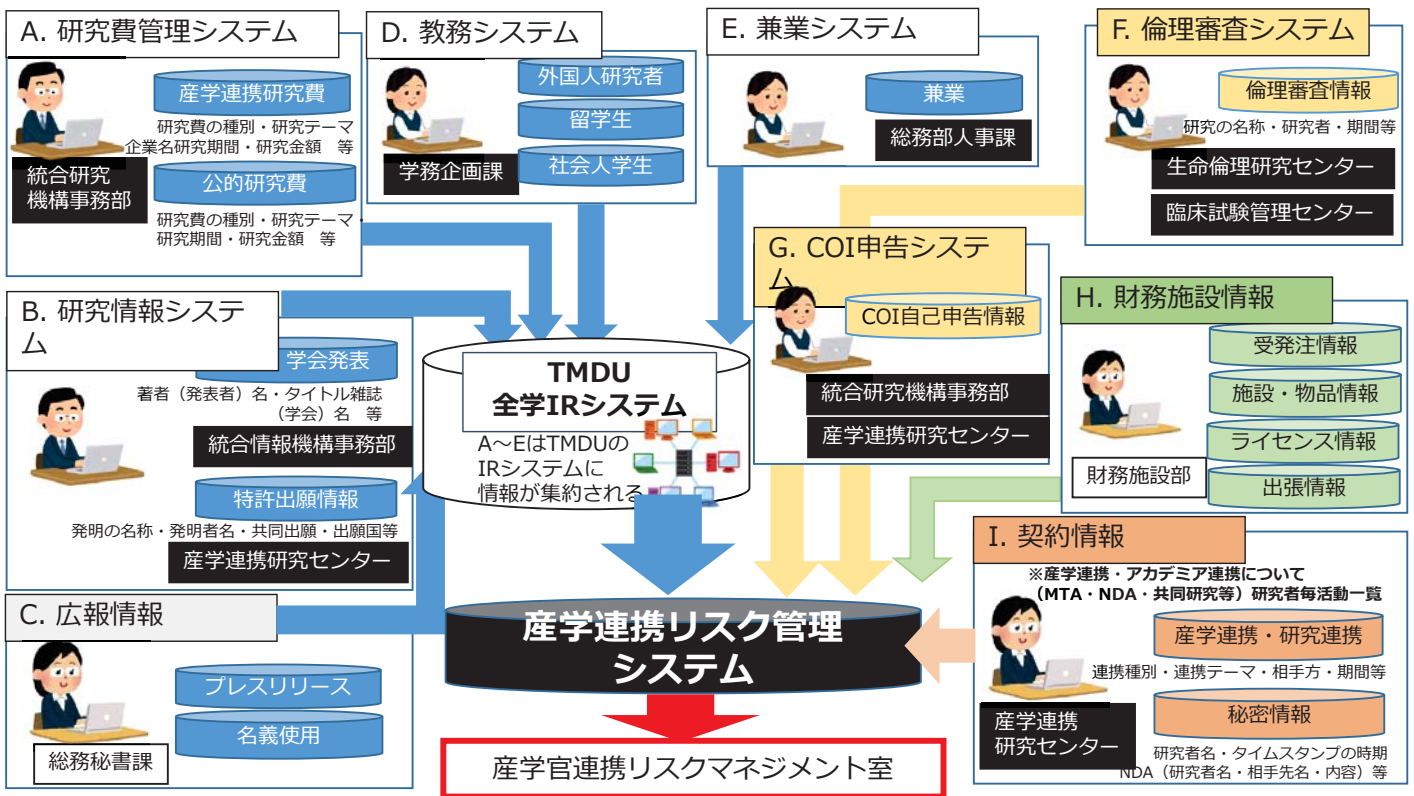 A. 研究費管理システム
産学連携研究費
研究費の種別・研究テーマ
企業名研究期間・研究金額　等
統合研究
機構事務部
公的研究費
研究費の種別・研究テーマ・
研究期間・研究金額　等
D. 教務システム
外国人研究者
留学生
社会人学生
学務企画課
E. 兼業システム
兼業
総務部人事課
F. 倫理審査システム
倫理審査情報
研究の名称・研究者・期間等
生命倫理研究センター
臨床試験管理センター
B. 研究情報システ
ム
学会発表
著者（発表者）名・タイトル雑誌
（学会）名　等
統合情報機構事務部
特許出願情報
発明の名称・発明者名・共同出願・出願国等
産学連携研究センター
TMDU
全学IRシステム
A～EはTMDUの
IRシステムに
情報が集約される
G. COI申告システ
ム
COI自己申告情報
統合研究機構事務部
産学連携研究センター
H. 財務施設情報
受発注情報
施設・物品情報
ライセンス情報
出張情報
財務施設部
C. 広報情報
プレスリリース
名義使用
総務秘書課
産学連携リスク管理
システム
産学官連携リスクマネジメント室
I. 契約情報
※産学連携・アカデミア連携について
（MTA・NDA・共同研究等）研究者毎活動一覧
産学連携・研究連携
連携種別・連携テーマ・相手方・期間等
秘密情報
産学連携
研究センター
研究者名・タイムスタンプの時期
NDA（研究者名・相手先名・内容）等